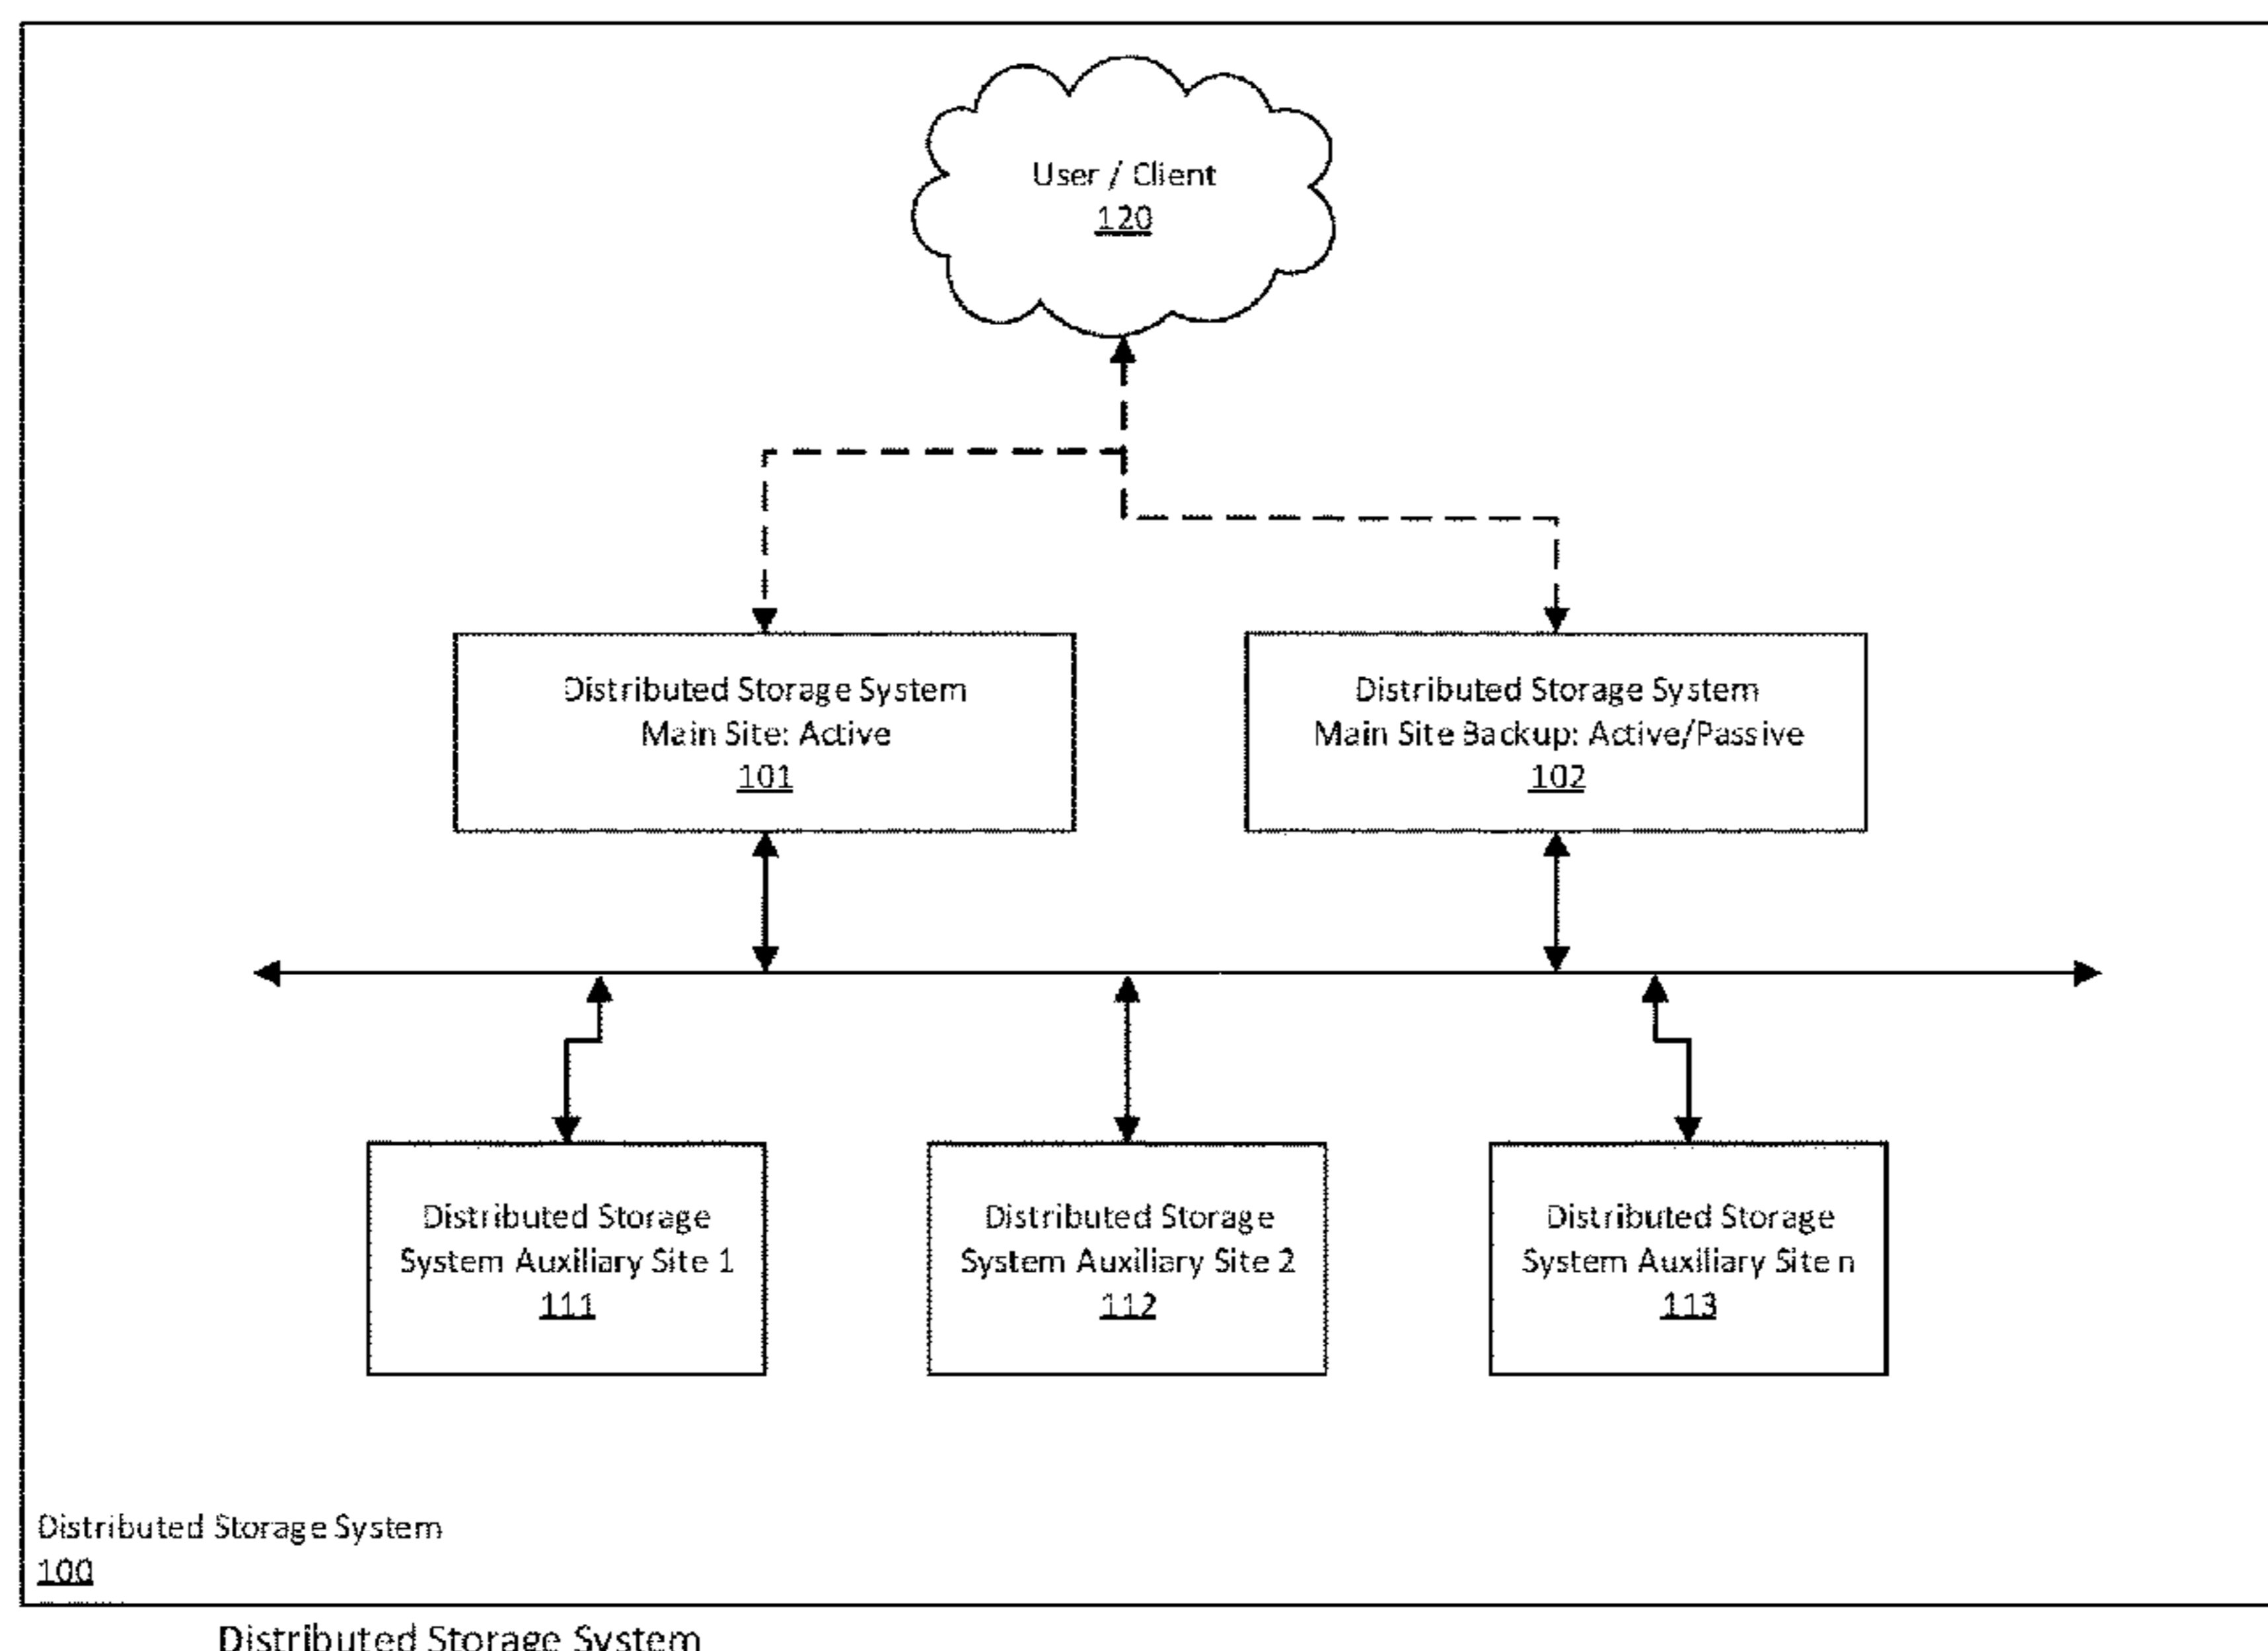 User / Client
120
Distributed Storage System
Main Site: Active
101
Distributed Storage System
Main Site Backup: Active/Passive
102
Distributed Storage
System Auxiliary Site 1
111
Distributed Storage
System Auxiliary Site 2
112
Distributed Storage
System Auxiliary Site n
113
Distributed Storage System
100
Distributed Storage System